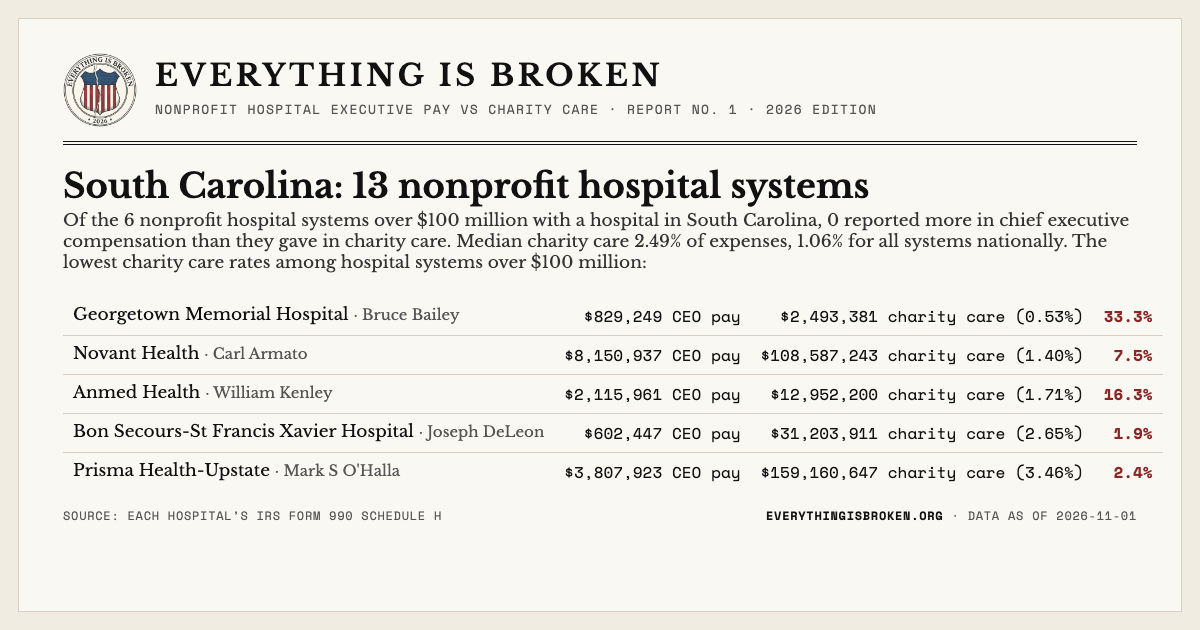 EVERYTHING IS BROKEN
2026
EVERYTHING IS BROKEN
NONPROFIT HOSPITAL EXECUTIVE PAY VS CHARITY CARE · REPORT NO. 1 · 2026 EDITION
South Carolina: 13 nonprofit hospital systems
Of the 6 nonprofit hospital systems over $100 million with a hospital in South Carolina, 0 reported more in chief executive
compensation than they gave in charity care. Median charity care 2.49% of expenses, 1.06% for all systems nationally. The
lowest charity care rates among hospital systems over $100 million:
Georgetown Memorial Hospital · Bruce Bailey $829,249 CEO pay $2,493,381 charity care (0.53%) 33.3%
Novant Health · Carl Armato $8,150,937 CEO pay $108,587,243 charity care (1.40%) 7.5%
Anmed Health · William Kenley $2,115,961 CEO pay $12,952,200 charity care (1.71%) 16.3%
Bon Secours-St Francis Xavier Hospital · Joseph DeLeon $602,447 CEO pay $31,203,911 charity care (2.65%) 1.9%
Prisma Health-Upstate · Mark S O'Halla $3,807,923 CEO pay $159,160,647 charity care (3.46%) 2.4%
SOURCE: EACH HOSPITAL'S IRS FORM 990 SCHEDULE H EVERYTHINGISBROKEN.ORG · DATA AS OF 2026-11-01